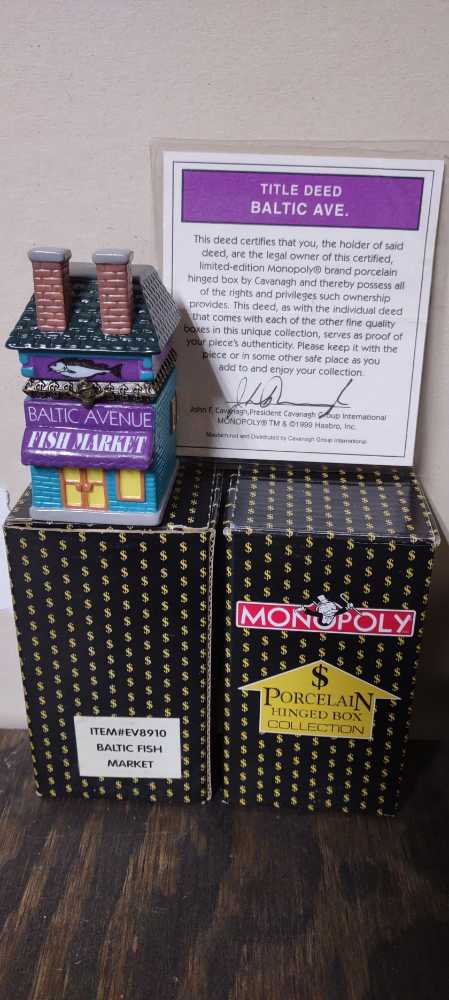 TITLE DEED
BALTIC AVE.
This deed certifies that you, the holder of said
deed, are the legal owner of this certified,
limited-edition Monopoly® brand porcelain
hinged box by Cavanagh and thereby possess all
of the rights and privileges such ownership
provides. This deed, as with the individual deed
that comes with each of the other fine quality
boxes in this unique collection, serves as proof of
your piece's authenticity. Please keep it with the
piece or in some other safe place as you
add to and enjoy your collection.
John F. Cavanagh, President Cavanagh Group International
MONOPOLY® TM & ©1999 Hasbro, Inc.
Manufactured and Distributed by Cavanagh Group International
BALTIC AVENUE
FISH MARKET
ITEM#EV8910
BALTIC FISH
MARKET
MONOPOLY
$
PORCELAIN
HINGED BOX
COLLECTION